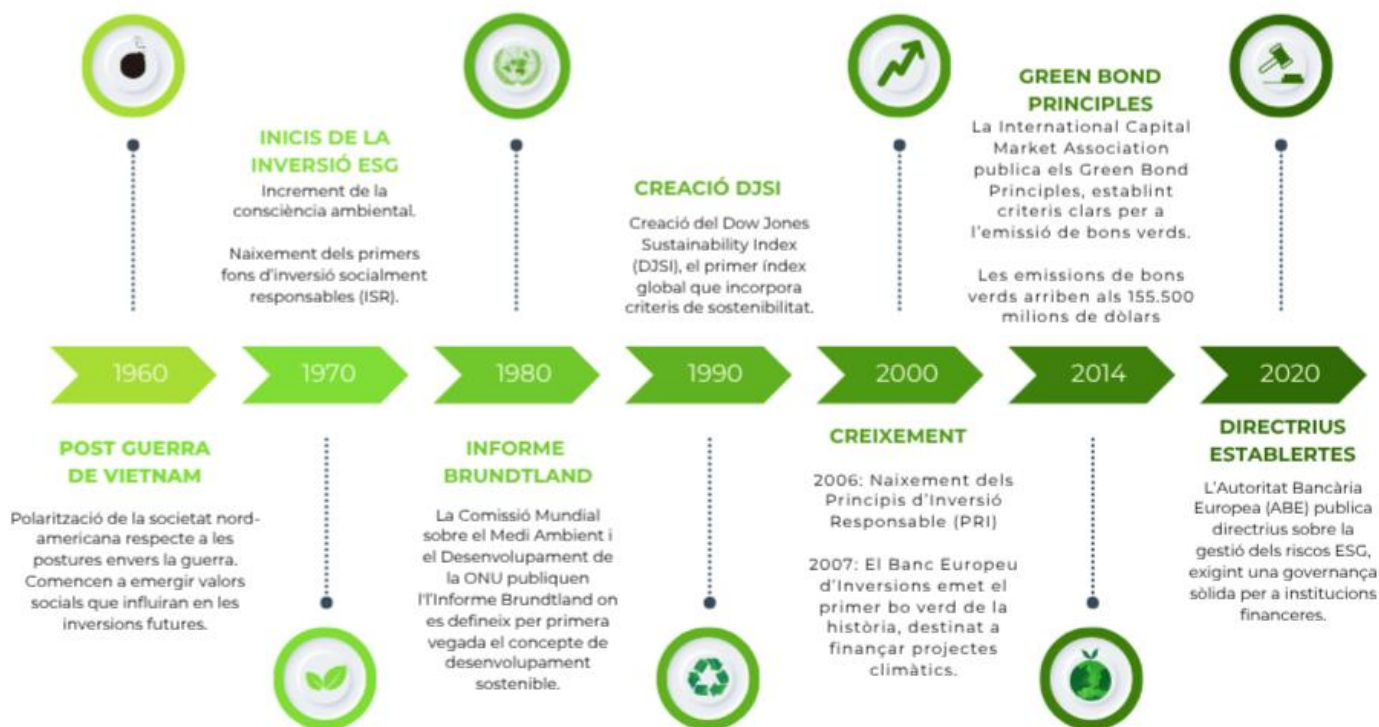 1960
POST GUERRA
DE VIETNAM
Polarització de la societat nord-
americana respecte a les
postures envers la guerra.
Comencen a emergir valors
socials que influiran en les
inversions futures.
INICIS DE LA
INVERSIÓ ESG
Increment de la
consciència ambiental.
Naixement dels primers
fons d'inversió socialment
responsables (ISR).
1970
1980
INFORME
BRUNDTLAND
La Comissió Mundial
sobre el Medi Ambient i
el Desenvolupament de
la ONU publiquen
l'l'Informe Brundtland on
es defineix per primera
vegada el concepte de
desenvolupament
sostenible.
CREACIÓ DJSI
Creació del Dow Jones
Sustainability Index
(DJSI), el primer índex
global que incorpora
criteris de sostenibilitat.
1990
2000
CREIXEMENT
2006: Naixement dels
Principis d'Inversió
Responsable (PRI)
2007: El Banc Europeu
d'Inversions emet el
primer bo verd de la
història, destinat a
finançar projectes
climàtics.
GREEN BOND
PRINCIPLES
La International Capital
Market Association
publica els Green Bond
Principles, establint
criteris clars per a
l'emissió de bons verds.
Les emissions de bons
verds arriben als 155.500
milions de dòlars
2014
2020
DIRECTRIUS
ESTABLERTES
L'Autoritat Bancària
Europea (ABE) publica
directrius sobre la
gestió dels riscos ESG,
exigint una governança
sòlida per a institucions
financeres.